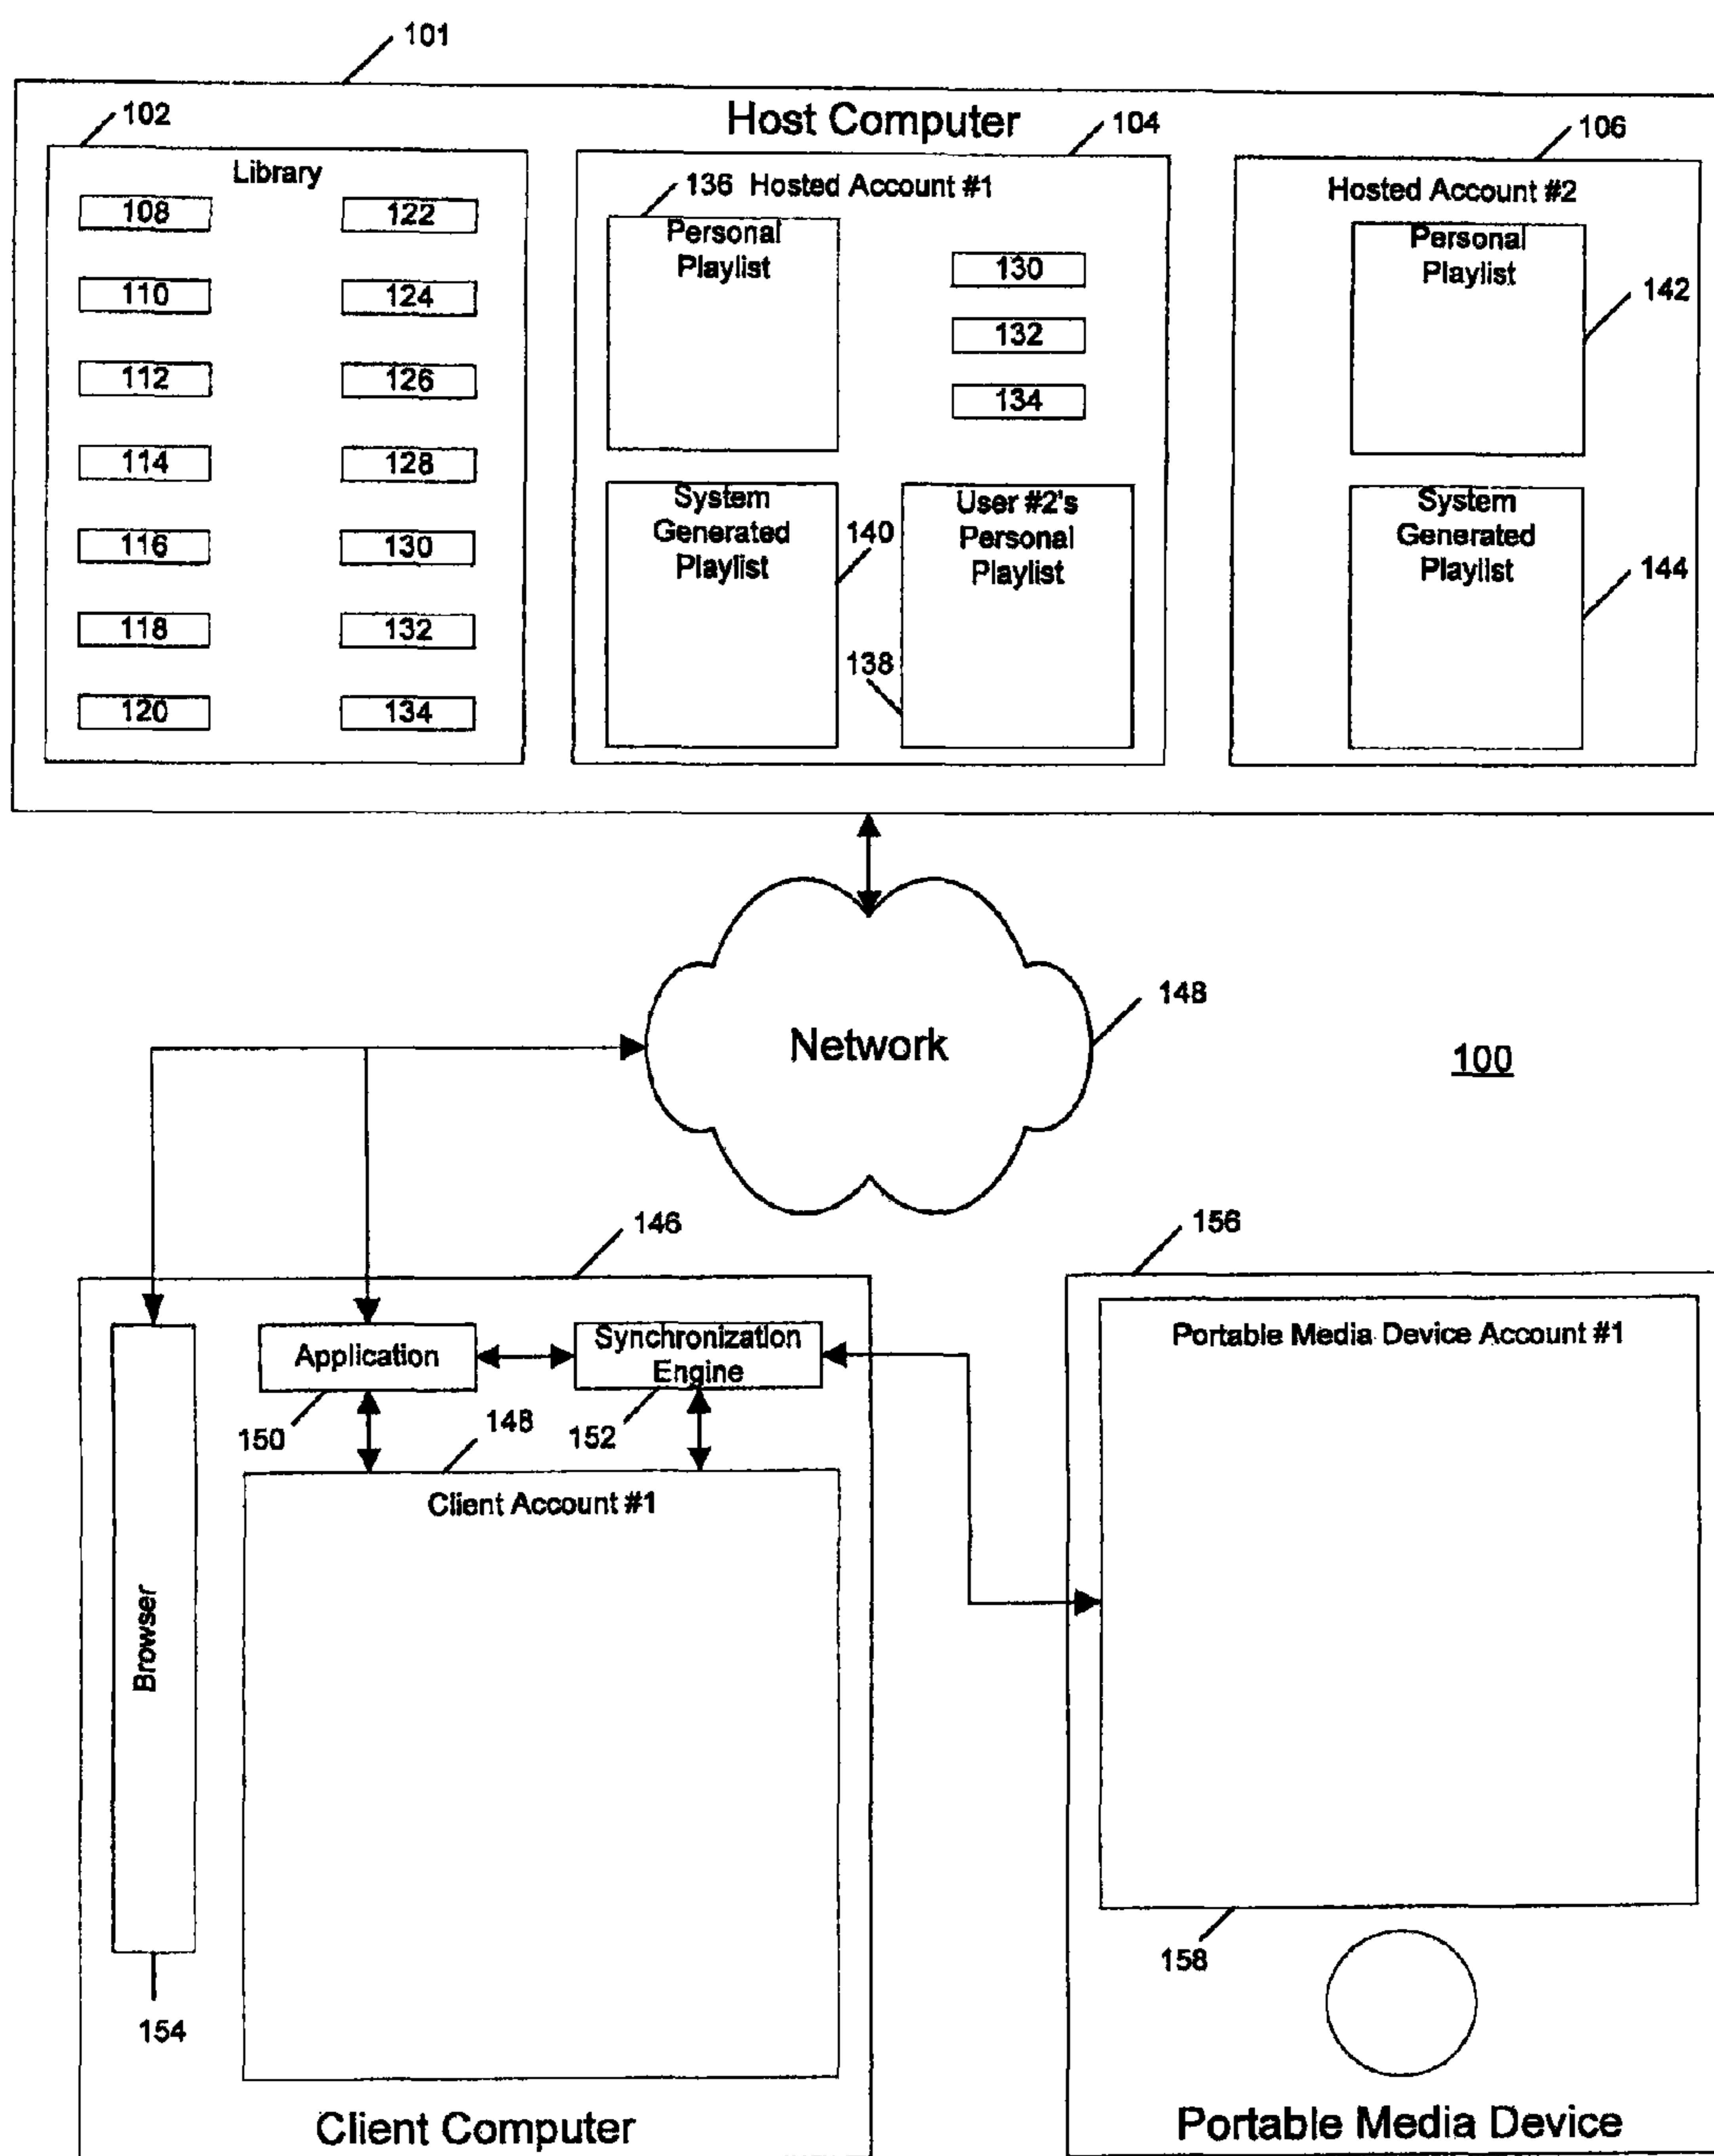 101
Host Computer
102
104
106
Library
108
122
110
124
112
126
114
128
116
130
118
132
120
134
136 Hosted Account #1
Personal
Playlist
130
132
134
System
Generated
Playlist
140
User #2's
Personal
Playlist
138
Hosted Account #2
Personal
Playlist
142
System
Generated
Playlist
144
Network
148
100
146
156
Application
Synchronization
Engine
150
148
152
Client Account #1
Browser
154
Client Computer
Portable Media Device Account #1
158
Portable Media Device